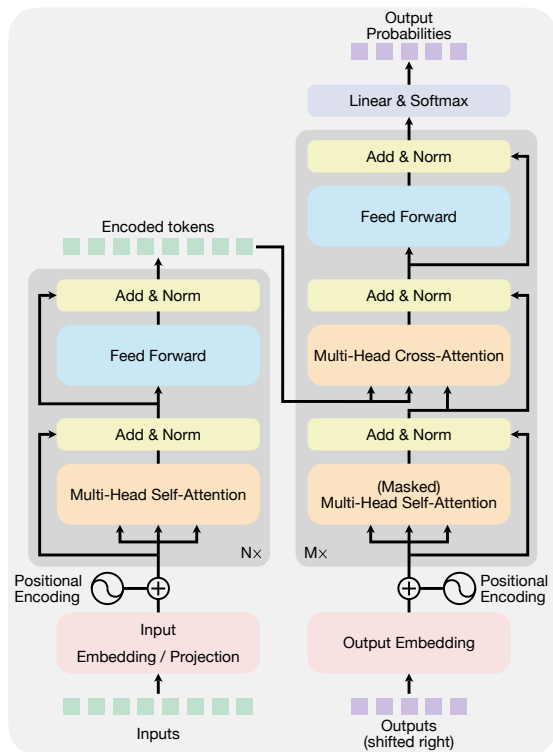 Output
Probabilities
Linear & Softmax
Add & Norm
Feed Forward
Add & Norm
Multi-Head Cross-Attention
Add & Norm
(Masked)
Multi-Head Self-Attention
M×
Positional
Encoding
Output Embedding
Outputs
(shifted right)
Encoded tokens
Add & Norm
Feed Forward
Add & Norm
Multi-Head Self-Attention
N×
Positional
Encoding
Input
Embedding / Projection
Inputs